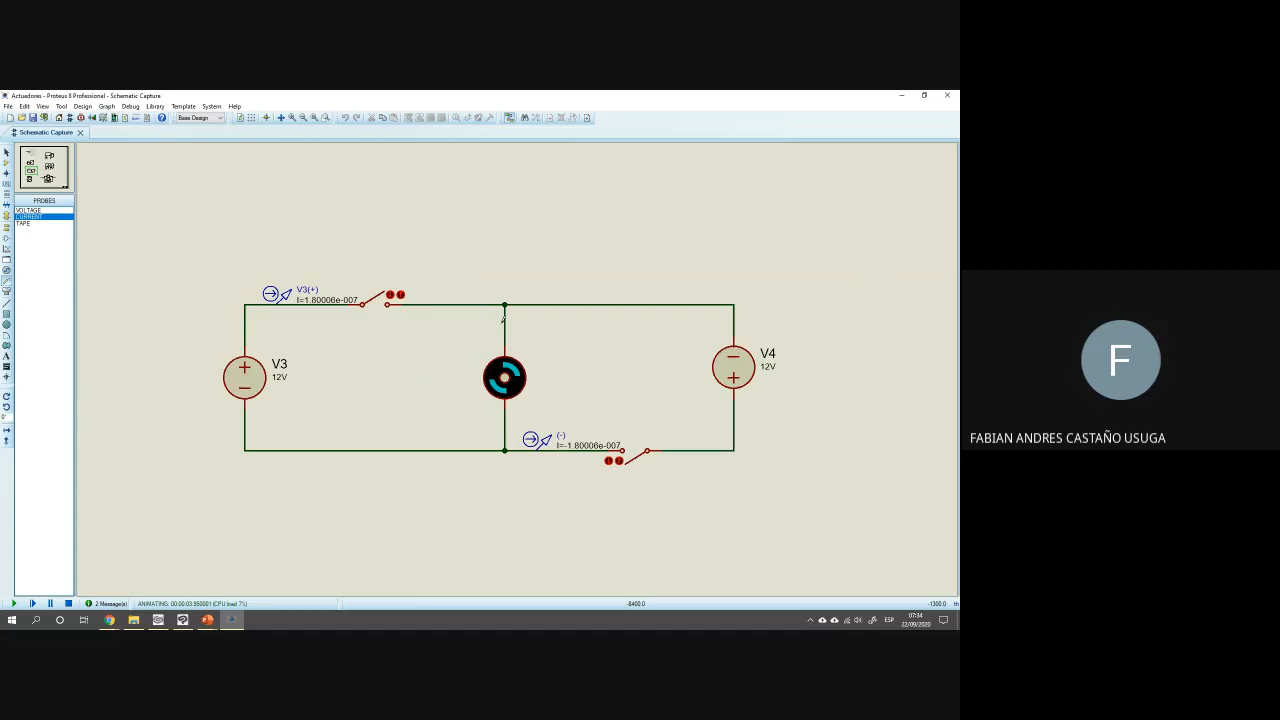 Actuadores - Proteus 8 Professional - Schematic Capture
File Edit View Tool Design Graph Debug Library Template System Help
Base Design
Schematic Capture
PROBES
VOLTAGE
CURRENT
TAPE
V3(+)
I=1.80006e-007
V3
12V
V4
12V
(-)
I=-1.80006e-007
F
FABIAN ANDRES CASTAÑO USUGA
2 Message(s)
ANIMATING: 00:00:03.950001 (CPU load 7%)
-8400.0
-1300.0
th
ESP
07:34
22/09/2020